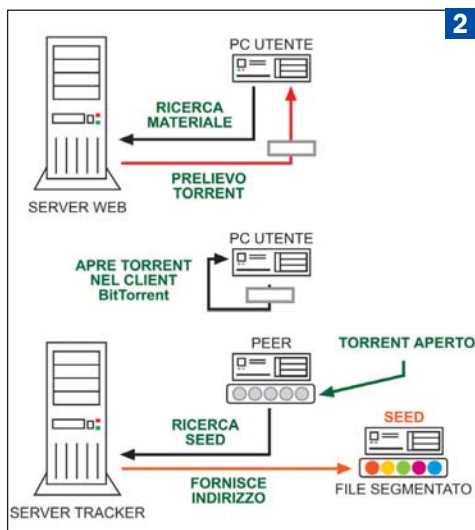 2
PC UTENTE
RICERCA
MATERIALE
PRELIEVO
TORRENT
SERVER WEB
PC UTENTE
APRE TORRENT
NEL CLIENT
BitTorrent
PEER
TORRENT APERTO
RICERCA
SEED
SEED
FORNISCE
INDIRIZZO
FILE SEGMENTATO
SERVER TRACKER